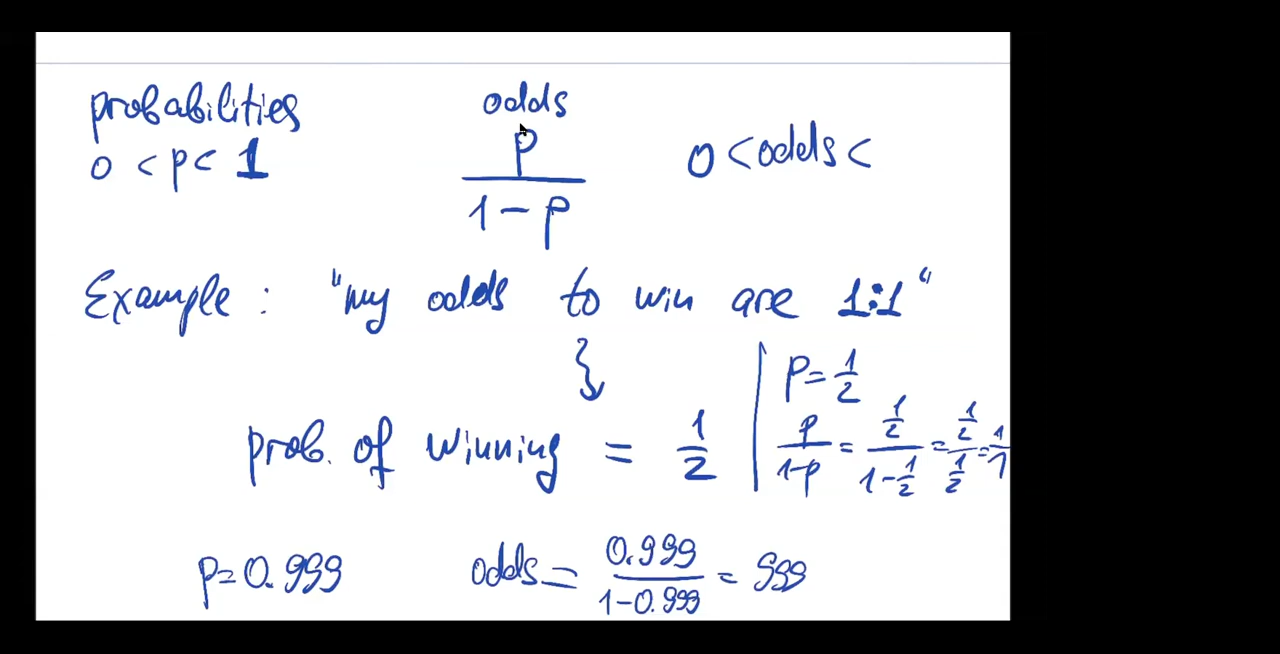 probabilities odds
0 < p < 1 p / 1 - p 0 < odds <
Example : "my odds to win are 1:1"
p = 1/2
prob. of winning = 1/2 p / 1-p = 1/2 / 1 - 1/2 = 1/2 / 1/2 = 1/1
p = 0.999 odds = 0.999 / 1 - 0.999 = 999